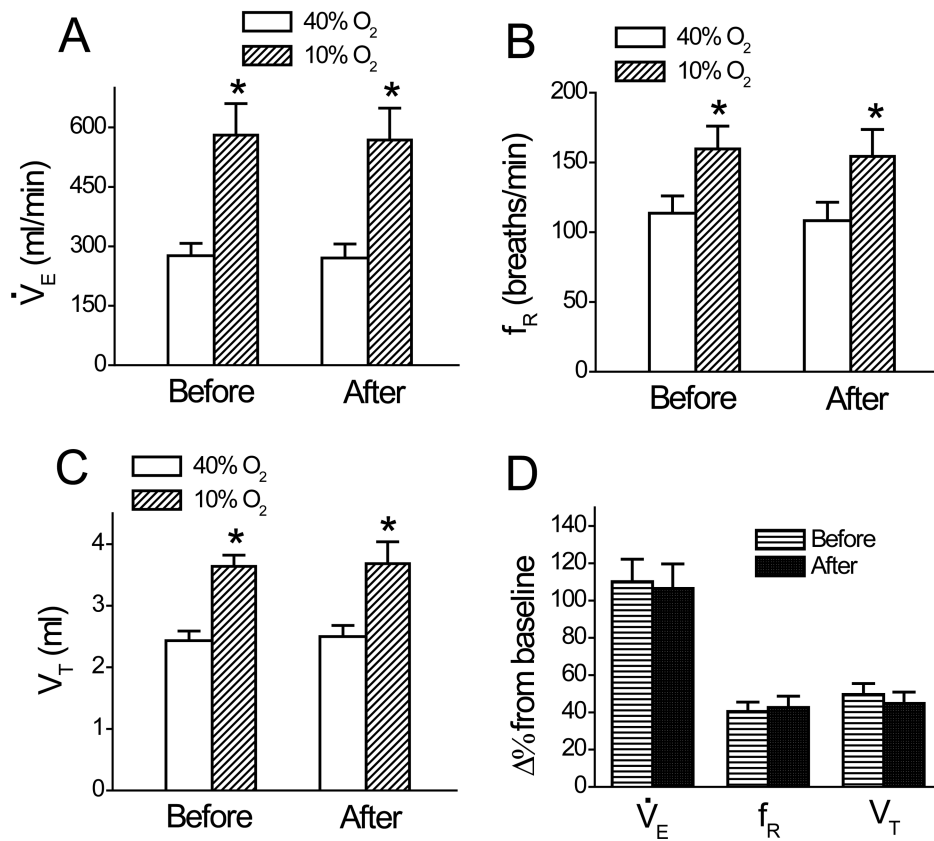 A
40% O2
10% O2
V̇E (ml/min)
600
450
300
150
0
* *
Before After
B
40% O2
10% O2
fR (breaths/min)
200
150
100
50
0
* *
Before After
C
40% O2
10% O2
VT (ml)
4
3
2
1
0
* *
Before After
D
Before
After
Δ% from baseline
140
120
100
80
60
40
20
0
V̇E fR VT